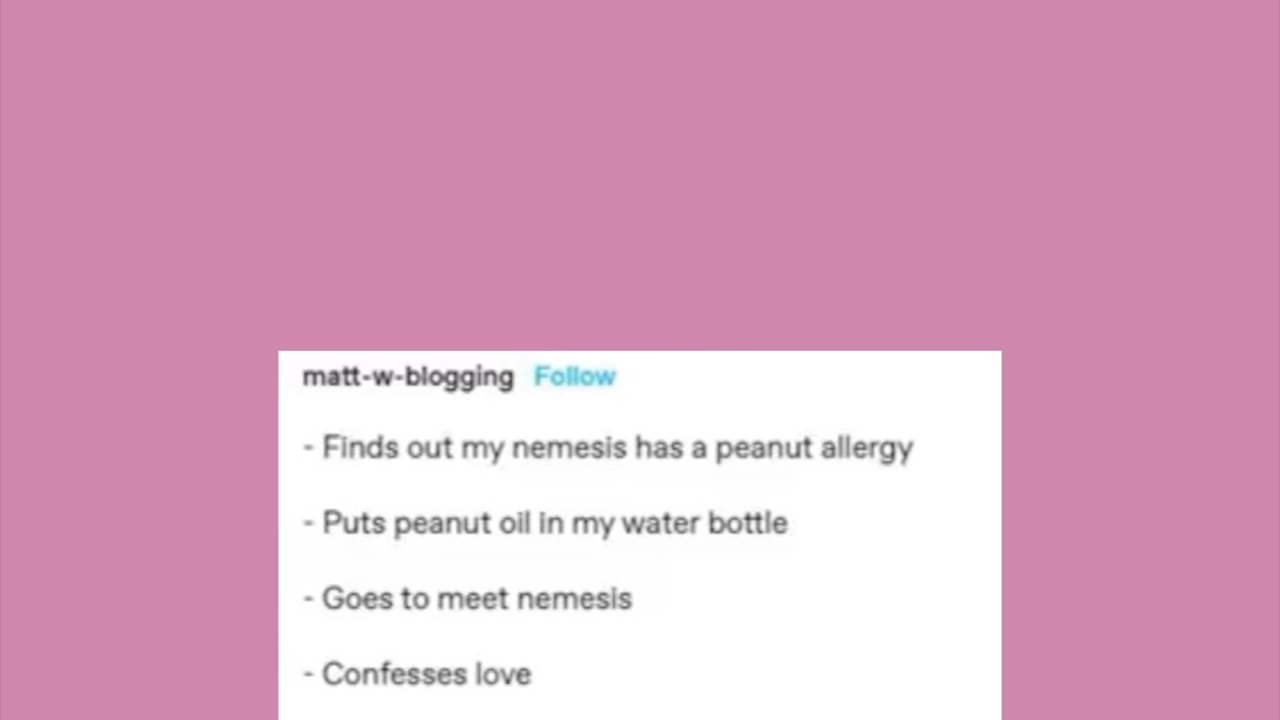 matt-w-blogging Follow
- Finds out my nemesis has a peanut allergy
- Puts peanut oil in my water bottle
- Goes to meet nemesis
- Confesses love